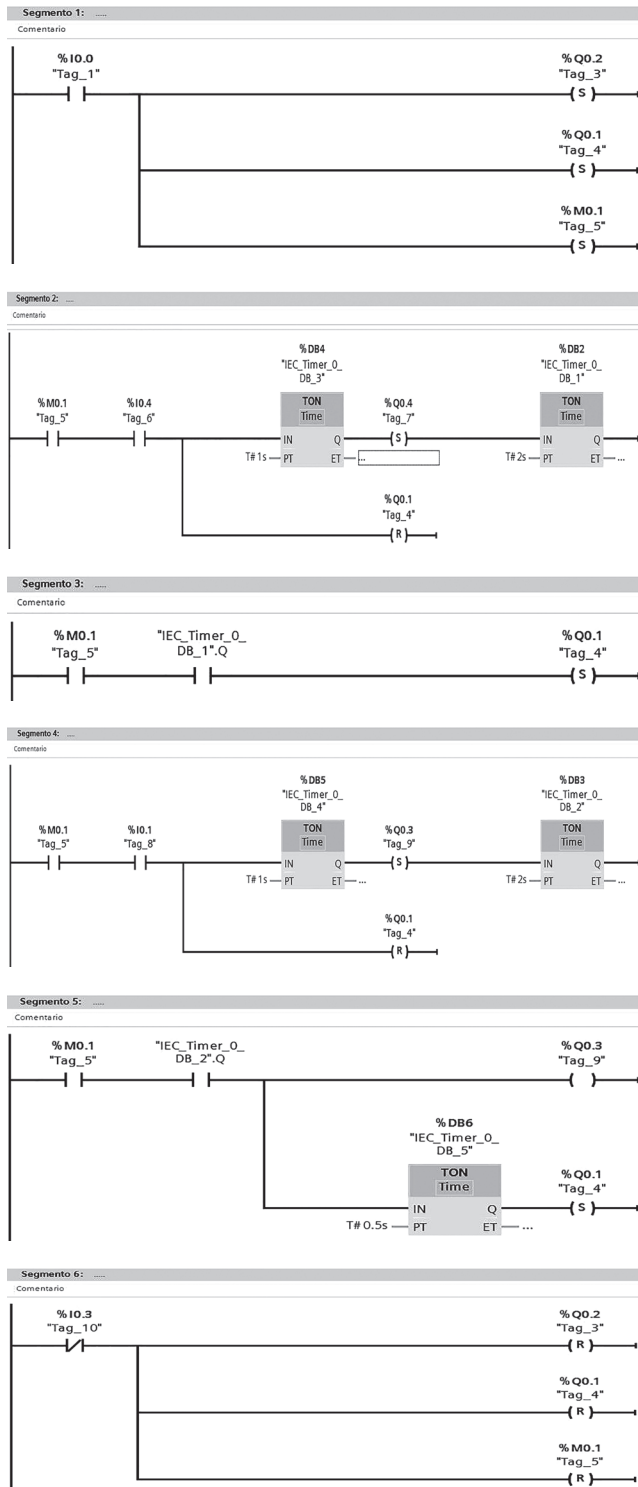 Segmento 1: .....
Comentario
%I0.0
"Tag_1"
%Q0.2
"Tag_3"
( S )
%Q0.1
"Tag_4"
( S )
%M0.1
"Tag_5"
( S )
Segmento 2: ....
Comentario
%DB4
"IEC_Timer_0_
DB_3"
%DB2
"IEC_Timer_0_
DB_1"
%M0.1
"Tag_5"
%I0.4
"Tag_6"
TON
Time
%Q0.4
"Tag_7"
TON
Time
IN Q
( S )
IN Q
T#1s PT ET ...
T#2s PT ET ...
%Q0.1
"Tag_4"
( R )
Segmento 3: .....
Comentario
%M0.1
"Tag_5"
"IEC_Timer_0_
DB_1".Q
%Q0.1
"Tag_4"
( S )
Segmento 4: ....
Comentario
%DB5
"IEC_Timer_0_
DB_4"
%DB3
"IEC_Timer_0_
DB_2"
%M0.1
"Tag_5"
%I0.1
"Tag_8"
TON
Time
%Q0.3
"Tag_9"
TON
Time
IN Q
( S )
IN Q
T#1s PT ET ...
T#2s PT ET ...
%Q0.1
"Tag_4"
( R )
Segmento 5: .....
Comentario
%M0.1
"Tag_5"
"IEC_Timer_0_
DB_2".Q
%Q0.3
"Tag_9"
( )
%DB6
"IEC_Timer_0_
DB_5"
TON
Time
%Q0.1
"Tag_4"
IN Q
( S )
T#0.5s PT ET ...
Segmento 6: .....
Comentario
%I0.3
"Tag_10"
%Q0.2
"Tag_3"
( R )
%Q0.1
"Tag_4"
( R )
%M0.1
"Tag_5"
( R )